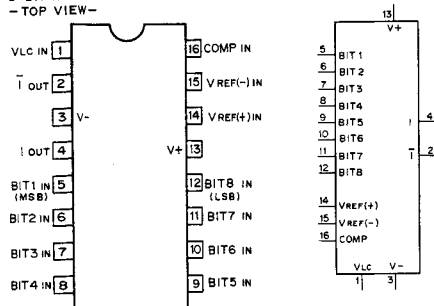 -TOP VIEW-
VLC IN 1
Ī OUT 2
3 V-
I OUT 4
BIT1 IN 5
(MSB)
BIT2 IN 6
BIT3 IN 7
BIT4 IN 8
16 COMP IN
15 VREF(-) IN
14 VREF(+) IN
V+ 13
12 BIT8 IN
(LSB)
11 BIT7 IN
10 BIT6 IN
9 BIT5 IN
13
V+
5 BIT1
6 BIT2
7 BIT3
8 BIT4
9 BIT5
10 BIT6
11 BIT7
12 BIT8
I 4
Ī 2
14 VREF(+)
15 VREF(-)
16 COMP
VLC V-
1 3